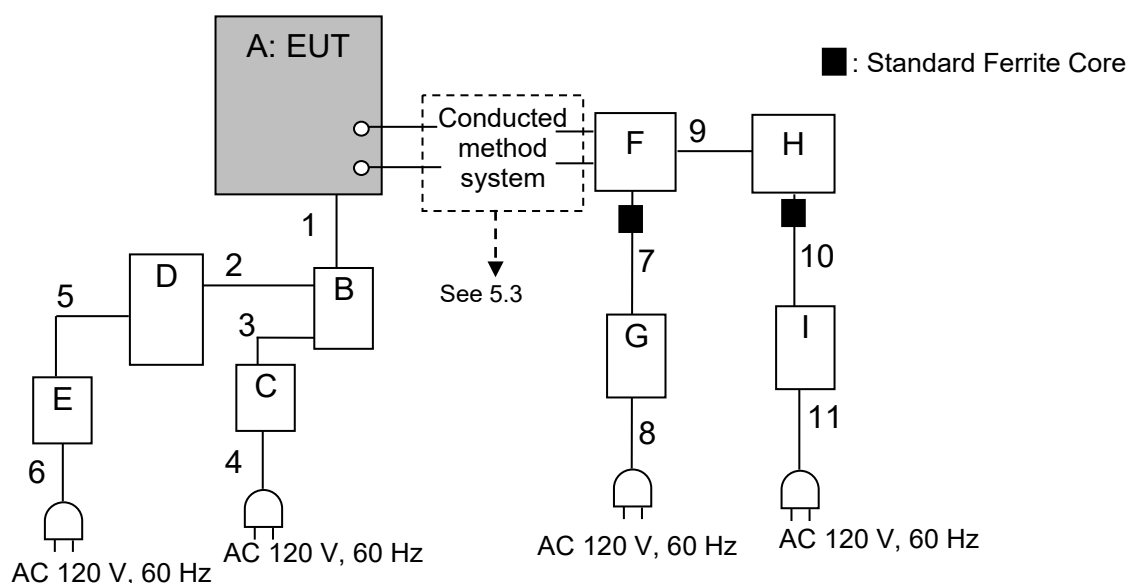 A: EUT
: Standard Ferrite Core
Conducted
method
system
F
9
H
1
7
10
See 5.3
D
2
B
5
3
G
I
E
C
8
11
6
4
AC 120 V, 60 Hz
AC 120 V, 60 Hz
AC 120 V, 60 Hz
AC 120 V, 60 Hz